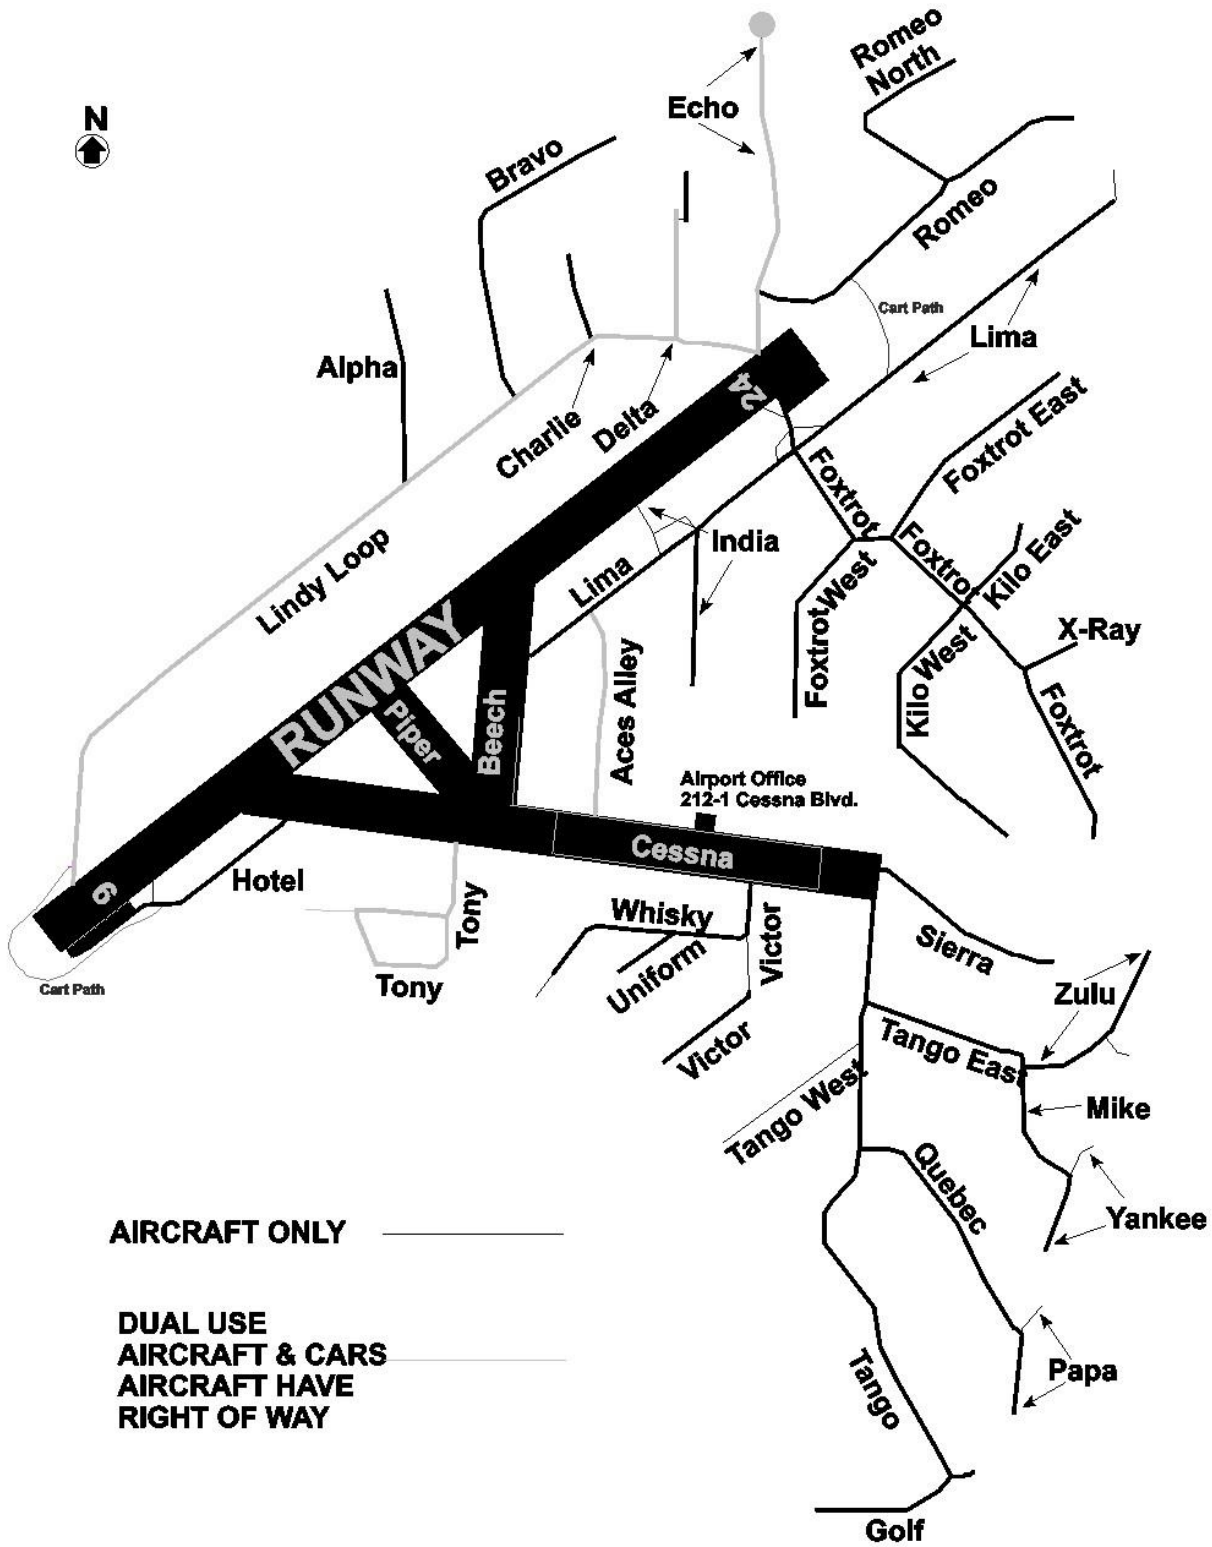 Romeo
North
Echo
N
Bravo
Romeo
Cart Path
Lima
Alpha
24
Charlie
Delta
Foxtrot East
Foxtrot
India
Foxtrot
Kilo East
Lindy Loop
Lima
Foxtrot West
X-Ray
RUNWAY
Kilo West
Aces Alley
Piper
Beech
Foxtrot
Airport Office
212-1 Cessna Blvd.
Cessna
6
Hotel
Whisky
Tony
Victor
Sierra
Uniform
Cart Path
Tony
Zulu
Victor
Tango East
Tango West
Mike
Quebec
Yankee
AIRCRAFT ONLY
DUAL USE
AIRCRAFT & CARS
AIRCRAFT HAVE
RIGHT OF WAY
Papa
Tango
Golf